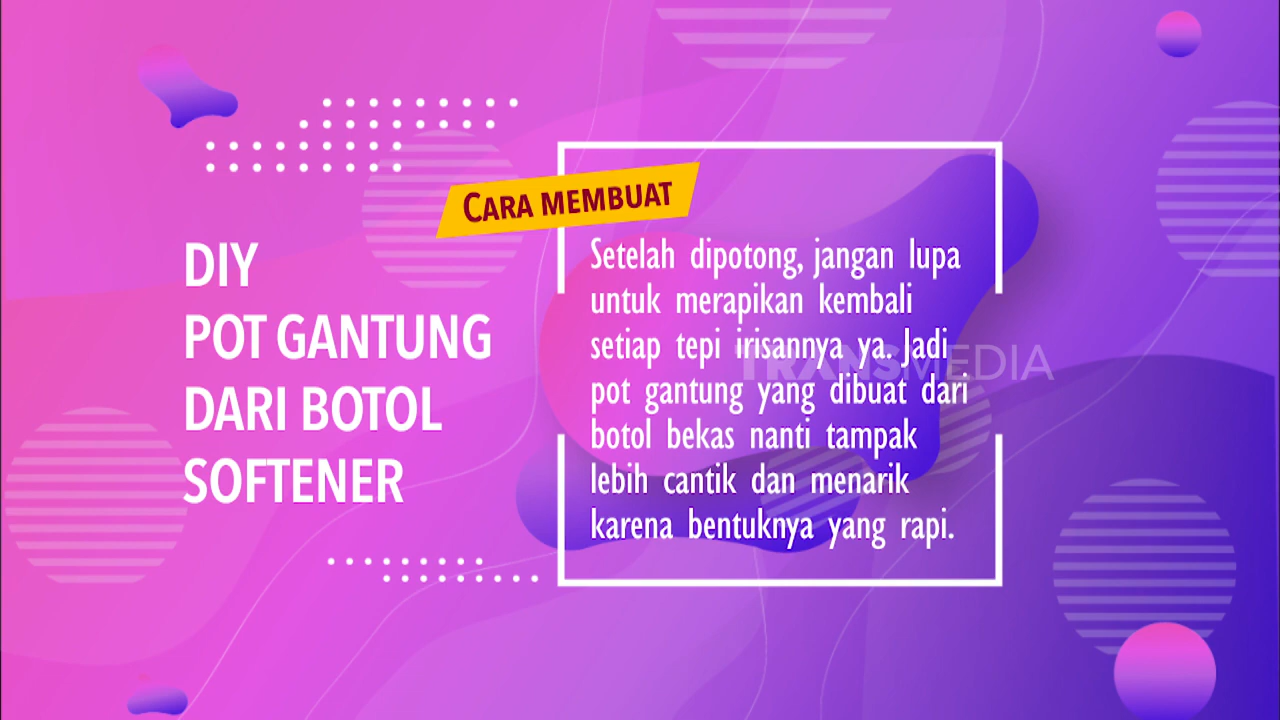 DIY
POT GANTUNG
DARI BOTOL
SOFTENER
CARA MEMBUAT
Setelah dipotong, jangan lupa
untuk merapikan kembali
setiap tepi irisannya ya. Jadi
pot gantung yang dibuat dari
botol bekas nanti tampak
lebih cantik dan menarik
karena bentuknya yang rapi.
TRANSMEDIA